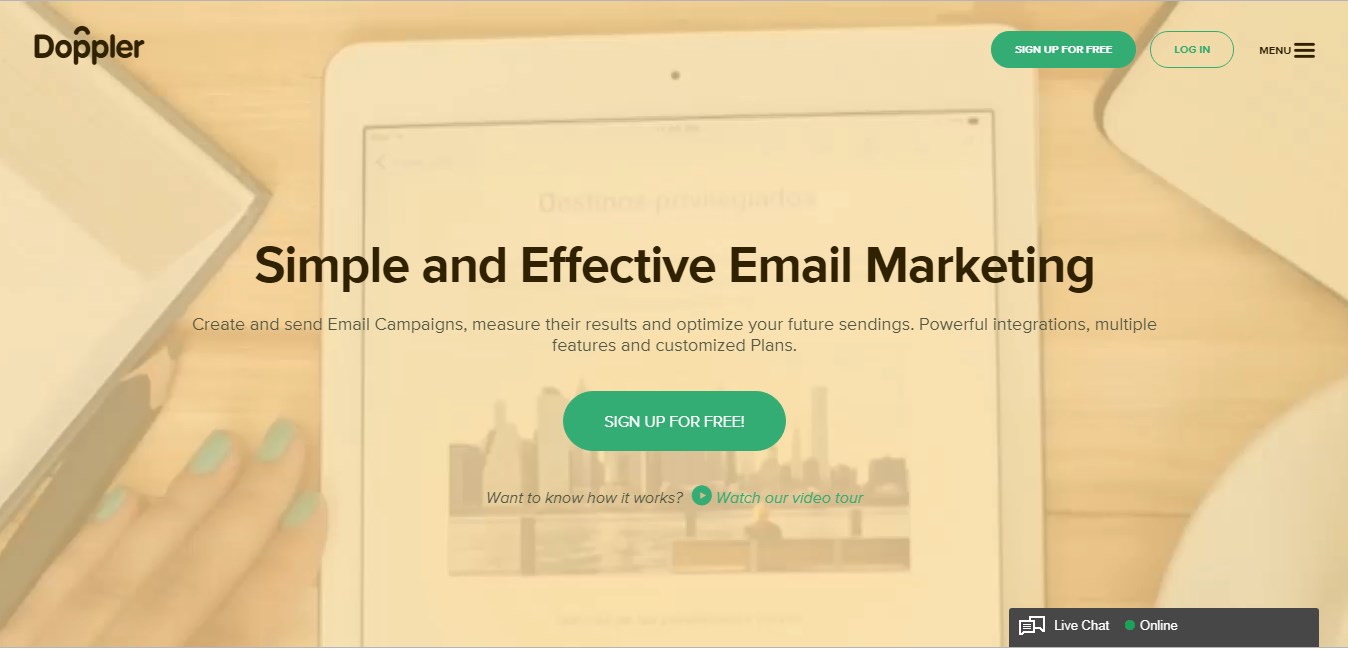 Doppler
SIGN UP FOR FREE
LOG IN
MENU
Destinos privilegiados
Simple and Effective Email Marketing
Create and send Email Campaigns, measure their results and optimize your future sendings. Powerful integrations, multiple
features and customized Plans.
SIGN UP FOR FREE!
Want to know how it works? Watch our video tour
Live Chat Online